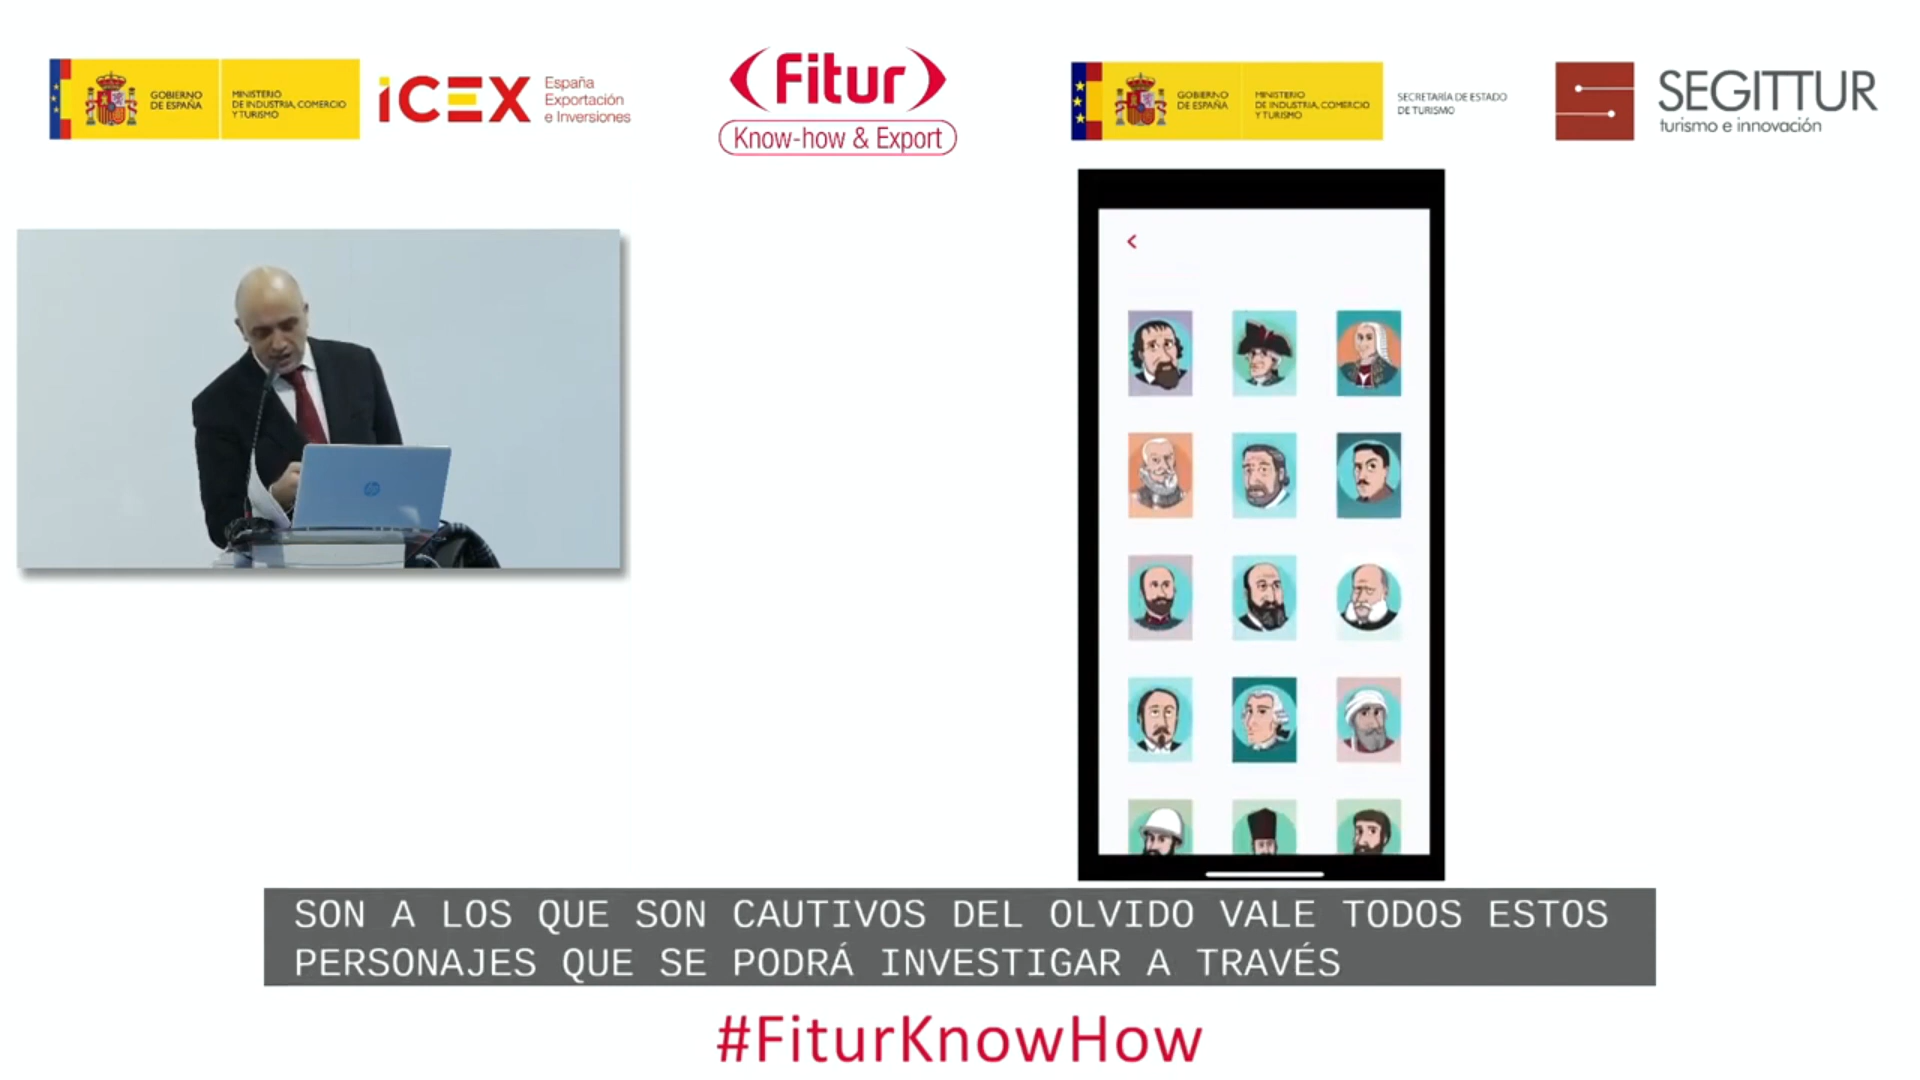 GOBIERNO
DE ESPAÑA
MINISTERIO
DE INDUSTRIA, COMERCIO
Y TURISMO
icex
España
Exportación
e Inversiones
Fitur
Know-how & Export
GOBIERNO
DE ESPAÑA
MINISTERIO
DE INDUSTRIA, COMERCIO
Y TURISMO
SECRETARÍA DE ESTADO
DE TURISMO
SEGITTUR
turismo e innovación
hp
SON A LOS QUE SON CAUTIVOS DEL OLVIDO VALE TODOS ESTOS
PERSONAJES QUE SE PODRÁ INVESTIGAR A TRAVÉS
#FiturKnowHow